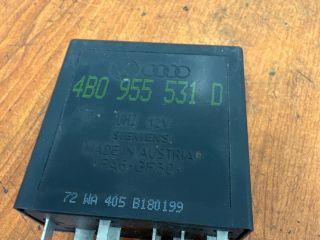 4B0 955 531 D
12V
SIEMENS
MADE IN AUSTRIA
72 WA 405 B180199